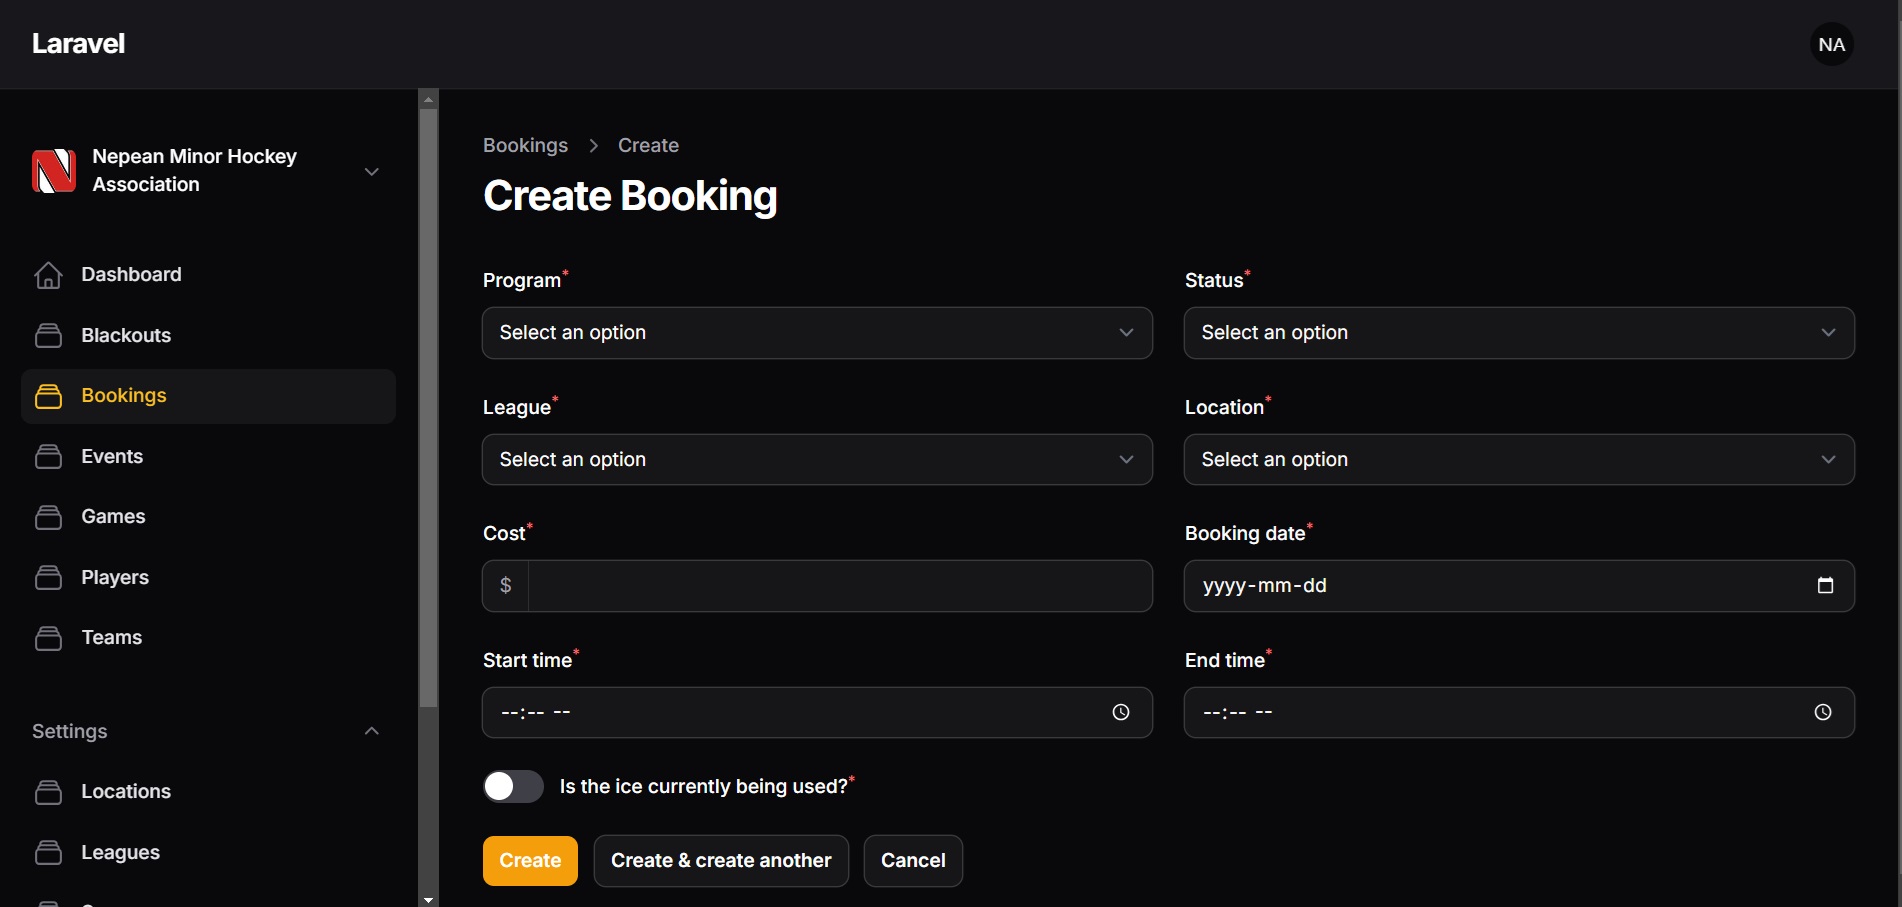 Laravel
NA
Nepean Minor Hockey
Association
Dashboard
Blackouts
Bookings
Events
Games
Players
Teams
Settings
Locations
Leagues
Bookings > Create
Create Booking
Program*
Status*
Select an option
Select an option
League*
Location*
Select an option
Select an option
Cost*
Booking date*
$
yyyy-mm-dd
Start time*
End time*
--:-- --
--:-- --
Is the ice currently being used?*
Create
Create & create another
Cancel